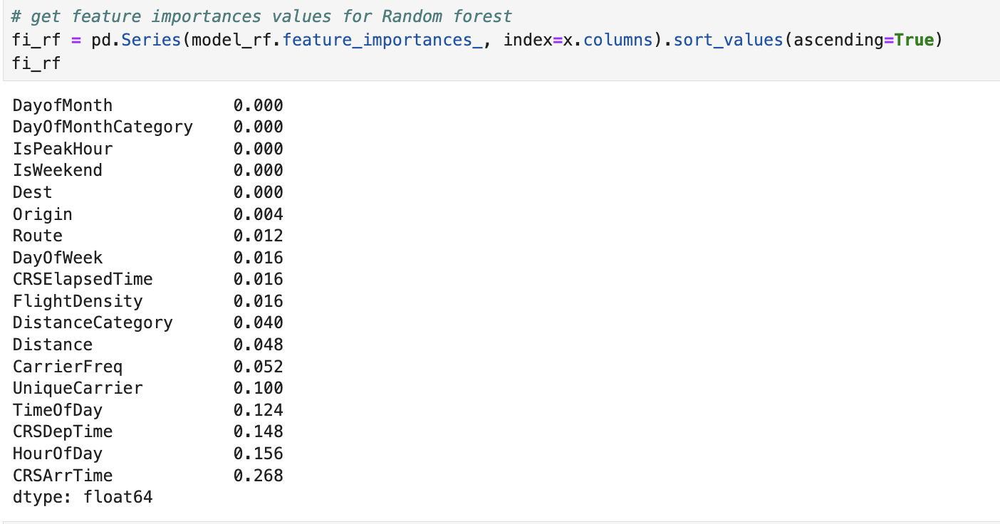 # get feature importances values for Random forest
fi_rf = pd.Series(model_rf.feature_importances_, index=x.columns).sort_values(ascending=True)
fi_rf
DayofMonth 0.000
DayOfMonthCategory 0.000
IsPeakHour 0.000
IsWeekend 0.000
Dest 0.000
Origin 0.004
Route 0.012
DayOfWeek 0.016
CRSElapsedTime 0.016
FlightDensity 0.016
DistanceCategory 0.040
Distance 0.048
CarrierFreq 0.052
UniqueCarrier 0.100
TimeOfDay 0.124
CRSDepTime 0.148
HourOfDay 0.156
CRSArrTime 0.268
dtype: float64